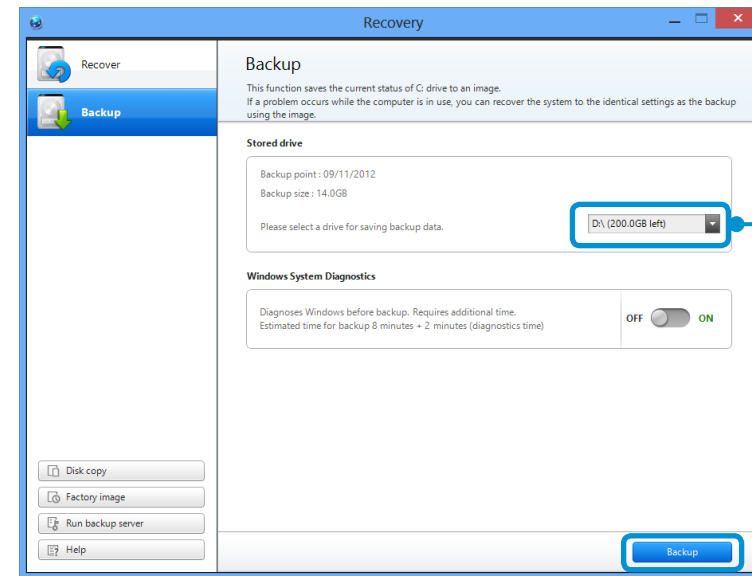 Recovery
Recover
Backup
Backup
This function saves the current status of C: drive to an image.
If a problem occurs while the computer is in use, you can recover the system to the identical settings as the backup
using the image.
Stored drive
Backup point : 09/11/2012
Backup size : 14.0GB
Please select a drive for saving backup data.
D:\ (200.0GB left)
Windows System Diagnostics
Diagnoses Windows before backup. Requires additional time.
Estimated time for backup 8 minutes + 2 minutes (diagnostics time)
OFF ON
Disk copy
Factory image
Run backup server
Help
Backup